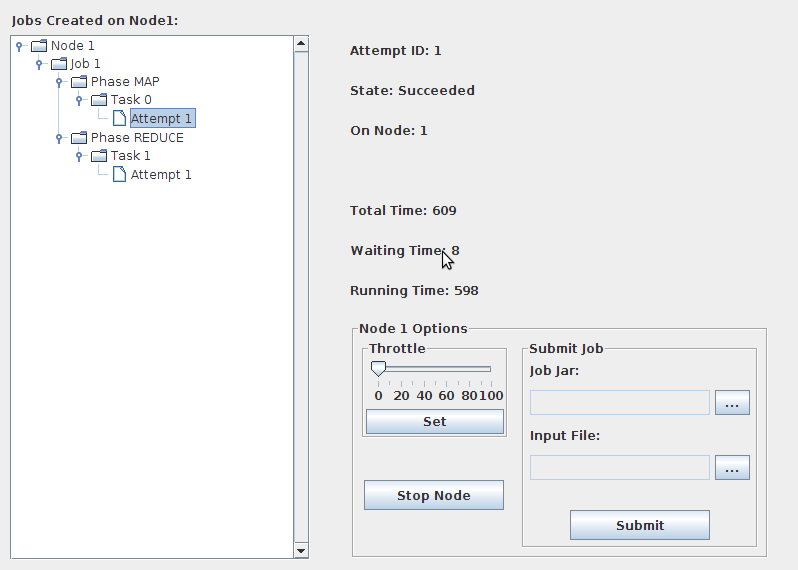 Jobs Created on Node1:
Node 1
Job 1
Phase MAP
Task 0
Attempt 1
Phase REDUCE
Task 1
Attempt 1
Attempt ID: 1
State: Succeeded
On Node: 1
Total Time: 609
Waiting Time: 8
Running Time: 598
Node 1 Options
Throttle
0 20 40 60 80 100
Set
Stop Node
Submit Job
Job Jar:
...
Input File:
...
Submit